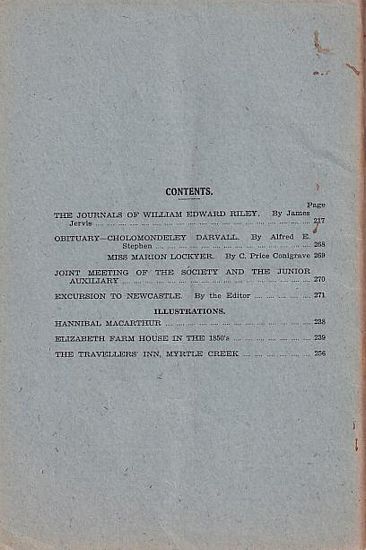 CONTENTS.
Page
THE JOURNALS OF WILLIAM EDWARD RILEY. By James
Jervis .... .... .... .... .... .... .... .... .... .... .... .... 217
OBITUARY—CHOLOMONDELEY DARVALL. By Alfred E.
Stephen .... .... .... .... .... .... .... .... .... .... 268
MISS MARION LOCKYER. By C. Price Conigrave 269
JOINT MEETING OF THE SOCIETY AND THE JUNIOR
AUXILIARY .... .... .... .... .... .... .... .... .... .... 270
EXCURSION TO NEWCASTLE. By the Editor .... .... .... .... 271
ILLUSTRATIONS.
HANNIBAL MACARTHUR .... .... .... .... .... .... .... .... 238
ELIZABETH FARM HOUSE IN THE 1850's .... .... .... .... .... 239
THE TRAVELLERS' INN, MYRTLE CREEK .... .... .... .... .... 256